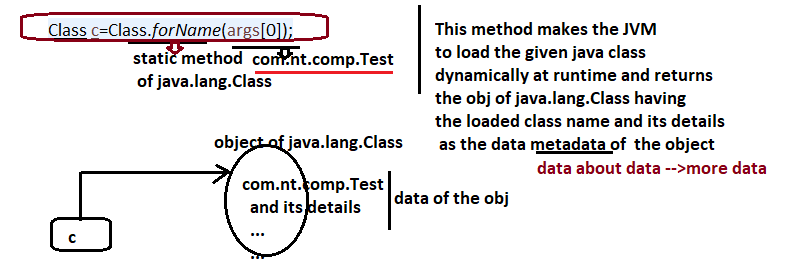 Class c=Class.forName(args[0]);
static method
of java.lang.Class
com.nt.comp.Test
This method makes the JVM
to load the given java class
dynamically at runtime and returns
the obj of java.lang.Class having
the loaded class name and its details
as the data metadata of the object
data about data -->more data
object of java.lang.Class
com.nt.comp.Test
and its details
...
...
data of the obj
c